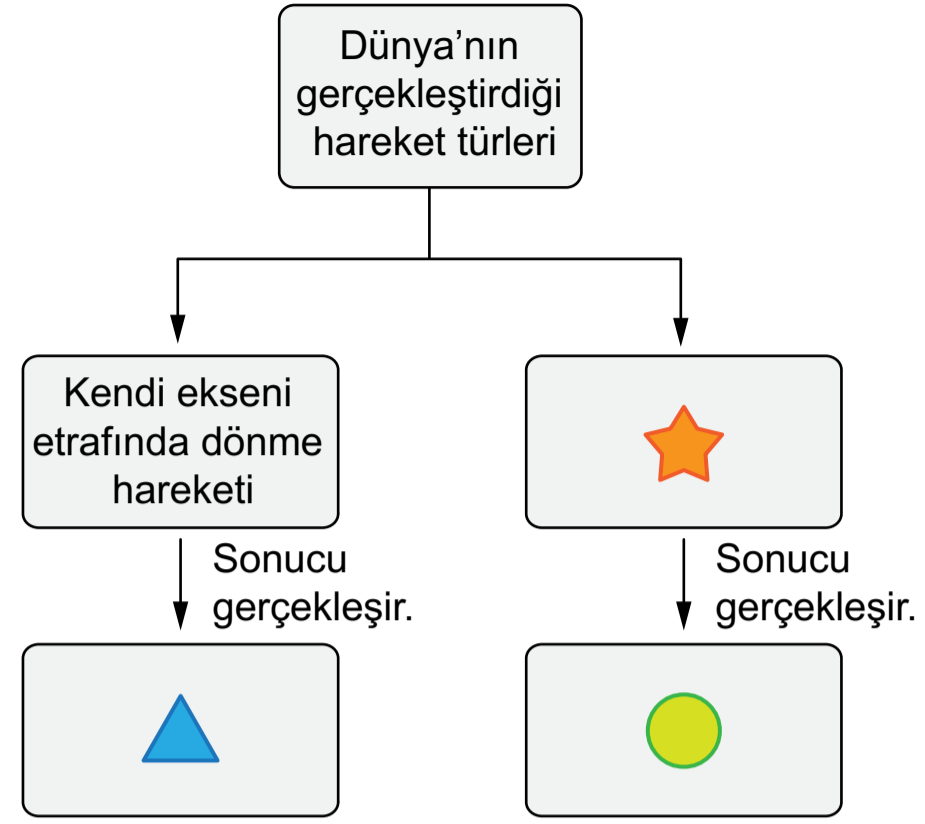 Dünya’nın
gerçekleştirdiği
hareket türleri
Kendi ekseni
etrafında dönme
hareketi
Sonucu
gerçekleşir.
Sonucu
gerçekleşir.